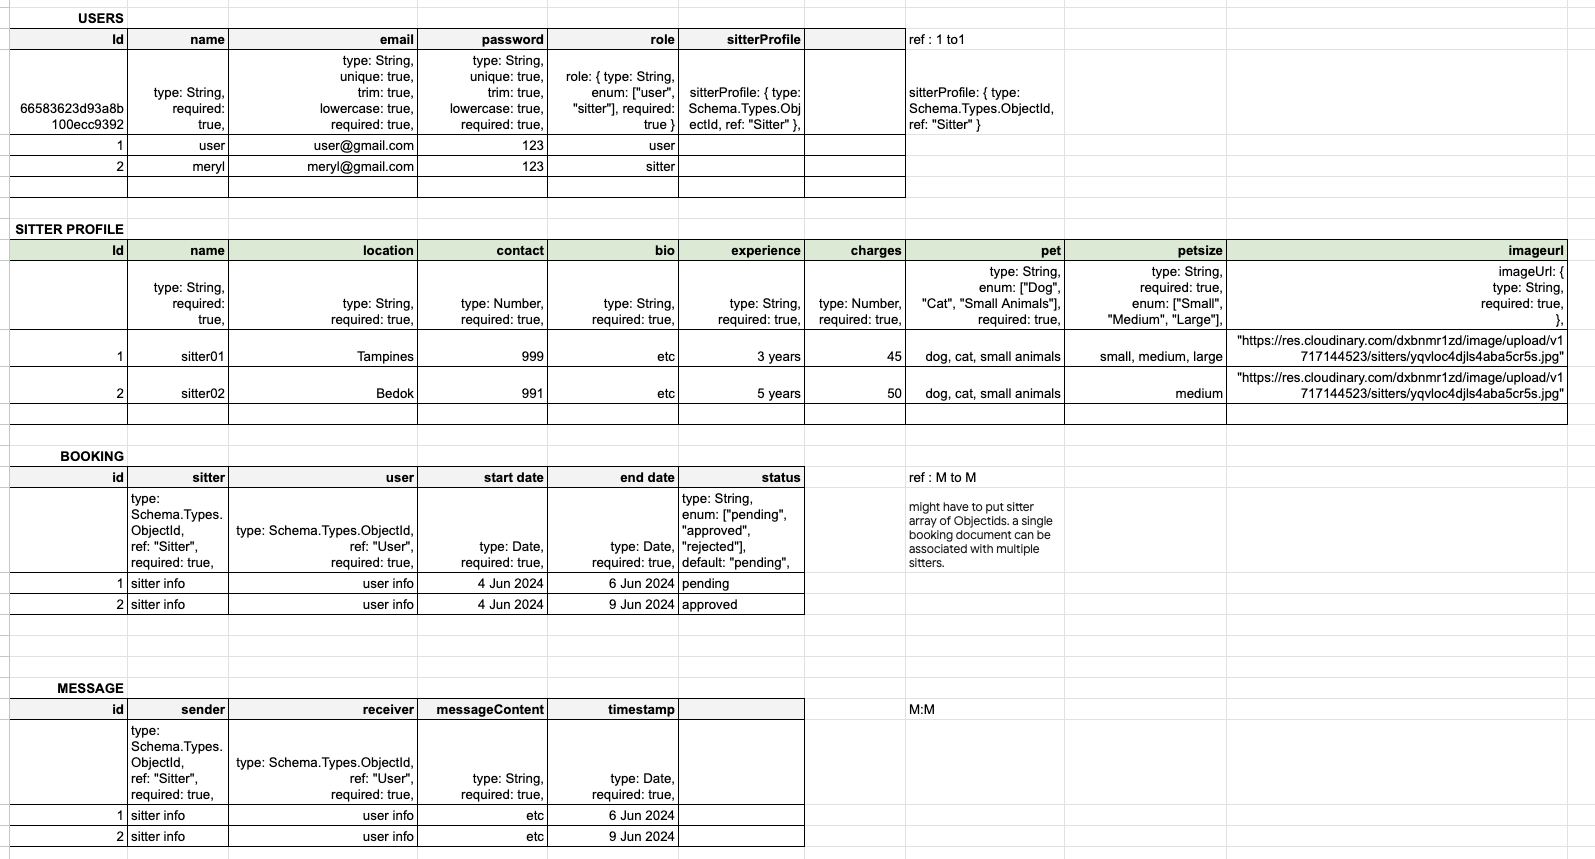 USERS
Id name email password role sitterProfile ref : 1 to1
66583623d93a8b
100ecc9392
type: String,
required:
true,
type: String,
unique: true,
trim: true,
lowercase: true,
required: true,
type: String,
unique: true,
trim: true,
lowercase: true,
required: true,
role: { type: String,
enum: ["user",
"sitter"], required:
true }
sitterProfile: { type:
Schema.Types.Obj
ectId, ref: "Sitter" },
sitterProfile: { type:
Schema.Types.ObjectId,
ref: "Sitter" }
1 user user@gmail.com 123 user
2 meryl meryl@gmail.com 123 sitter
SITTER PROFILE
Id name location contact bio experience charges pet petsize imageurl
type: String,
required:
true,
type: String,
required: true,
type: Number,
required: true,
type: String,
required: true,
type: String,
required: true,
type: Number,
required: true,
type: String,
enum: ["Dog",
"Cat", "Small Animals"],
required: true,
type: String,
required: true,
enum: ["Small",
"Medium", "Large"],
imageUrl: {
type: String,
required: true,
},
1 sitter01 Tampines 999 etc 3 years 45 dog, cat, small animals small, medium, large
"https://res.cloudinary.com/dxbnmr1zd/image/upload/v1
717144523/sitters/yqvloc4djls4aba5cr5s.jpg"
2 sitter02 Bedok 991 etc 5 years 50 dog, cat, small animals medium
"https://res.cloudinary.com/dxbnmr1zd/image/upload/v1
717144523/sitters/yqvloc4djls4aba5cr5s.jpg"
BOOKING
id sitter user start date end date status ref : M to M
type:
Schema.Types.
ObjectId,
ref: "Sitter",
required: true,
type: Schema.Types.ObjectId,
ref: "User",
required: true,
type: Date,
required: true,
type: Date,
required: true,
type: String,
enum: ["pending",
"approved",
"rejected"],
default: "pending",
might have to put sitter
array of Objectids. a single
booking document can be
associated with multiple
sitters.
1 sitter info user info 4 Jun 2024 6 Jun 2024 pending
2 sitter info user info 4 Jun 2024 9 Jun 2024 approved
MESSAGE
id sender receiver messageContent timestamp M:M
type:
Schema.Types.
ObjectId,
ref: "Sitter",
required: true,
type: Schema.Types.ObjectId,
ref: "User",
required: true,
type: String,
required: true,
type: Date,
required: true,
1 sitter info user info etc 6 Jun 2024
2 sitter info user info etc 9 Jun 2024